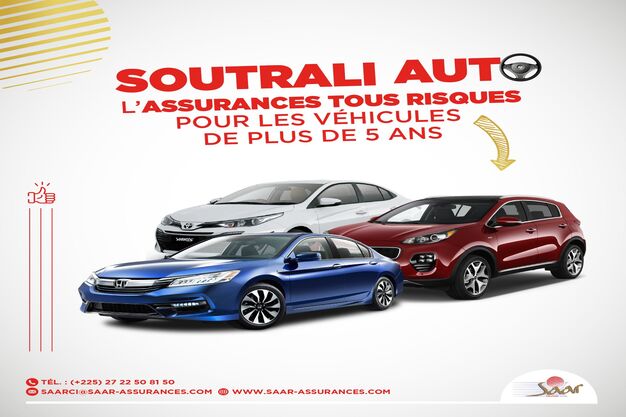 SOUTRALI AUTO
L'ASSURANCES TOUS RISQUES
POUR LES VÉHICULES
DE PLUS DE 5 ANS
TÉL. : (+225) 27 22 50 81 50
SAARCI@SAAR-ASSURANCES.COM WWW.SAAR-ASSURANCES.COM
Saar